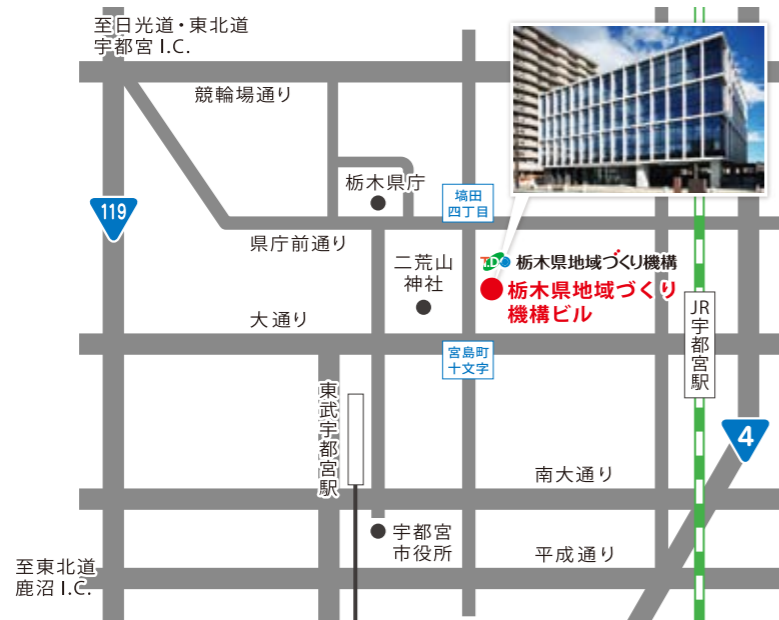 至日光道・東北道
宇都宮 I.C.
競輪場通り
栃木県庁
塙田
四丁目
119
県庁前通り
二荒山
神社
TDO 栃木県地域づくり機構
栃木県地域づくり
機構ビル
大通り
宮島町
十文字
JR宇都宮駅
東武宇都宮駅
4
南大通り
宇都宮
市役所
平成通り
至東北道
鹿沼 I.C.